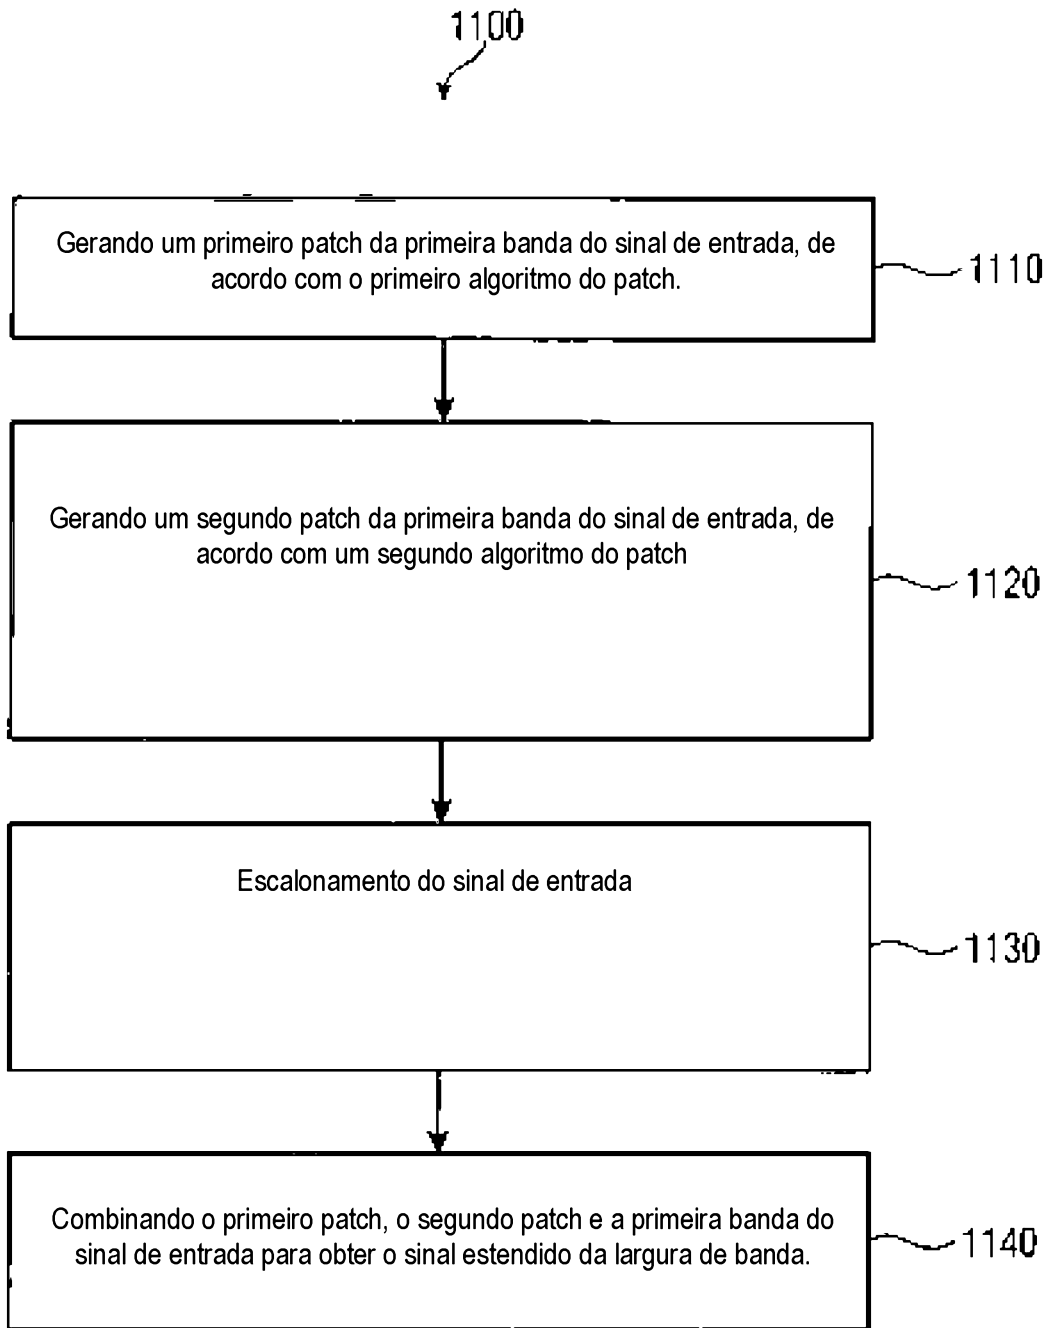 1100
Gerando um primeiro patch da primeira banda do sinal de entrada, de
acordo com o primeiro algoritmo do patch.
1110
Gerando um segundo patch da primeira banda do sinal de entrada, de
acordo com um segundo algoritmo do patch
1120
Escalonamento do sinal de entrada
1130
Combinando o primeiro patch, o segundo patch e a primeira banda do
sinal de entrada para obter o sinal estendido da largura de banda.
1140